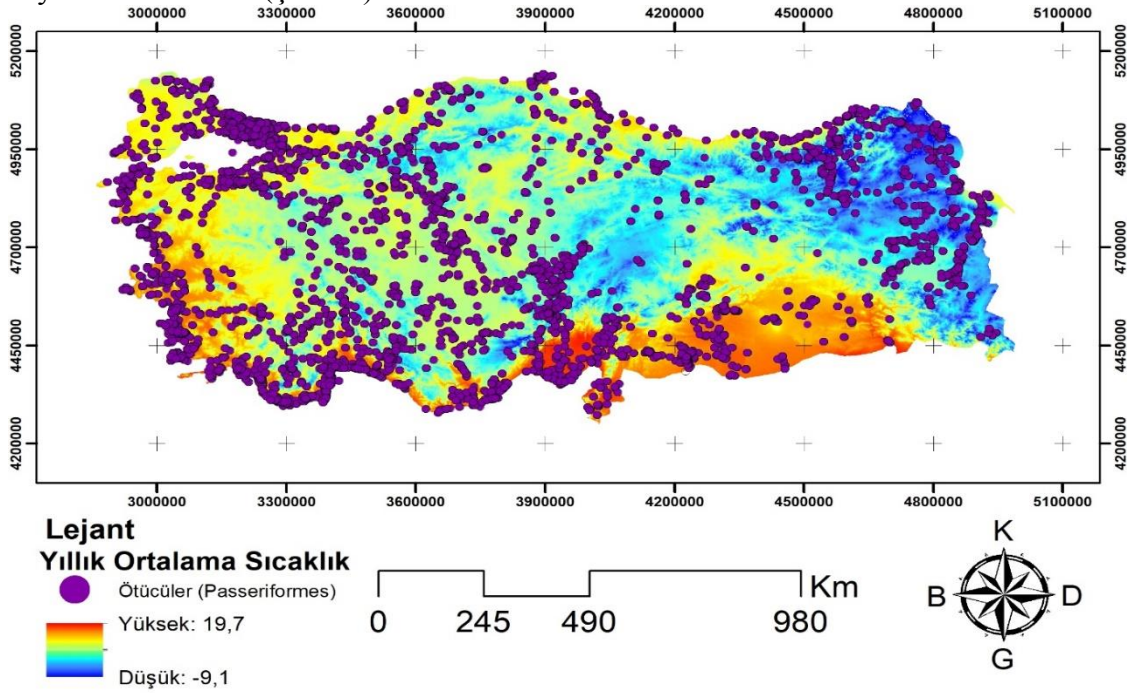 3000000 3300000 3600000 3900000 4200000 4500000 4800000 5100000
5200000 5200000
4950000 4950000
4700000 4700000
4450000 4450000
4200000 4200000
3000000 3300000 3600000 3900000 4200000 4500000 4800000 5100000
Lejant
Yıllık Ortalama Sıcaklık
Ötücüler (Passeriformes)
Yüksek: 19,7
Düşük: -9,1
Km
0 245 490 980
K
B D
G